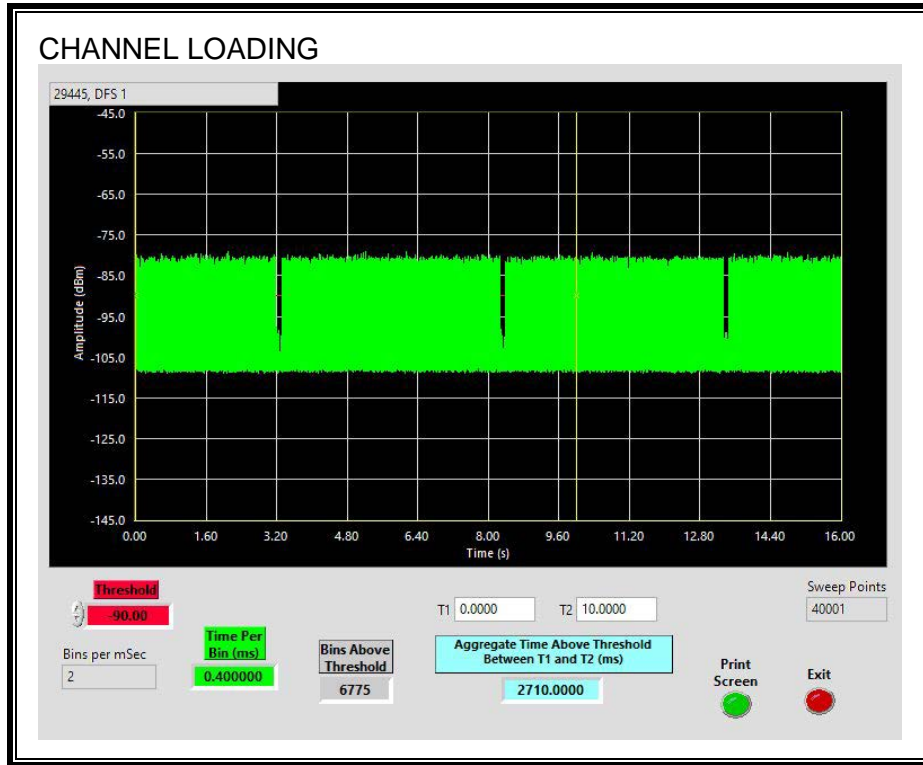 CHANNEL LOADING
29445, DFS 1
-45.0
-55.0
-65.0
-75.0
-85.0
-95.0
-105.0
-115.0
-125.0
-135.0
-145.0
Amplitude (dBm)
0.00 1.60 3.20 4.80 6.40 8.00 9.60 11.20 12.80 14.40 16.00
Time (s)
Threshold
-90.00
Bins per mSec
2
Time Per
Bin (ms)
0.400000
Bins Above
Threshold
6775
T1 0.0000 T2 10.0000
Aggregate Time Above Threshold
Between T1 and T2 (ms)
2710.0000
Sweep Points
40001
Print
Screen
Exit